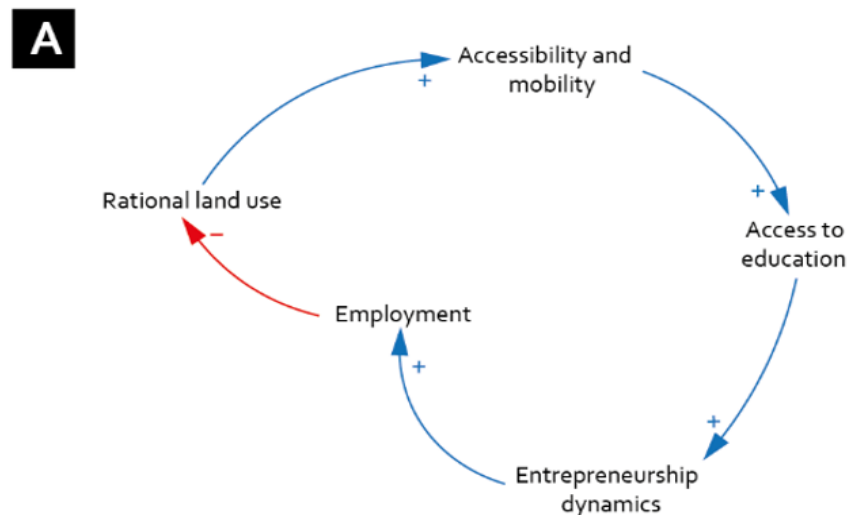 A
Accessibility and
mobility
+
+
Rational land use
−
Access to
education
Employment
+
+
Entrepreneurship
dynamics